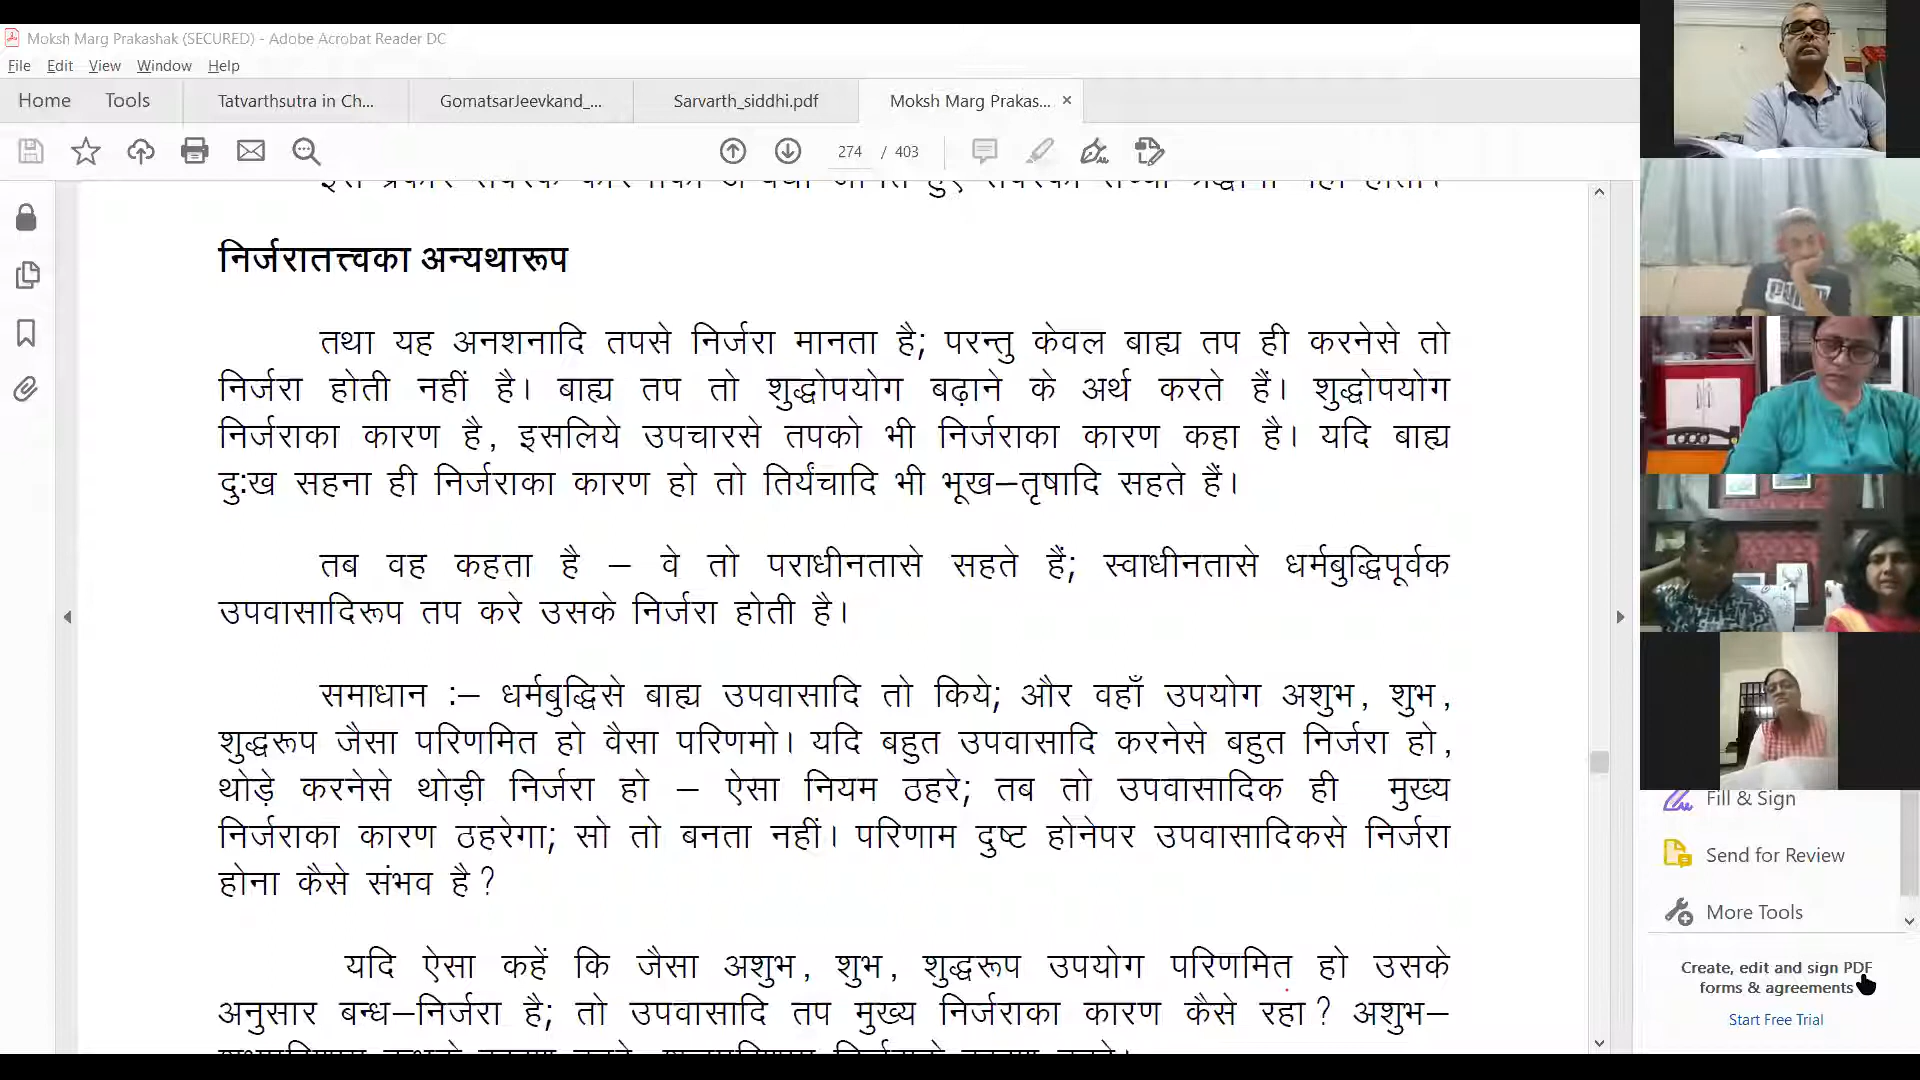 Moksh Marg Prakashak (SECURED) - Adobe Acrobat Reader DC
File Edit View Window Help
Home Tools Tatvarthsutra in Ch... GomatsarJeevkand_... Sarvarth_siddhi.pdf Moksh Marg Prakas... ×
274 / 403
निर्जरातत्त्वका अन्यथारूप
तथा यह अनशनादि तपसे निर्जरा मानता है; परन्तु केवल बाह्य तप ही करनेसे तो
निर्जरा होती नहीं है। बाह्य तप तो शुद्धोपयोग बढ़ाने के अर्थ करते हैं। शुद्धोपयोग
निर्जराका कारण है, इसलिये उपचारसे तपको भी निर्जराका कारण कहा है। यदि बाह्य
दुःख सहना ही निर्जराका कारण हो तो तिर्यंचादि भी भूख–तृषादि सहते हैं।
तब वह कहता है – वे तो पराधीनतासे सहते हैं; स्वाधीनतासे धर्मबुद्धिपूर्वक
उपवासादिरूप तप करे उसके निर्जरा होती है।
समाधान :– धर्मबुद्धिसे बाह्य उपवासादि तो किये; और वहाँ उपयोग अशुभ, शुभ,
शुद्धरूप जैसा परिणमित हो वैसा परिणमो। यदि बहुत उपवासादि करनेसे बहुत निर्जरा हो,
थोड़े करनेसे थोड़ी निर्जरा हो – ऐसा नियम ठहरे; तब तो उपवासादिक ही मुख्य
निर्जराका कारण ठहरेगा; सो तो बनता नहीं। परिणाम दुष्ट होनेपर उपवासादिकसे निर्जरा
होना कैसे संभव है?
यदि ऐसा कहें कि जैसा अशुभ, शुभ, शुद्धरूप उपयोग परिणमित हो उसके
अनुसार बन्ध–निर्जरा है; तो उपवासादि तप मुख्य निर्जराका कारण कैसे रहा? अशुभ–
Fill & Sign
Send for Review
More Tools
Create, edit and sign PDF
forms & agreements
Start Free Trial